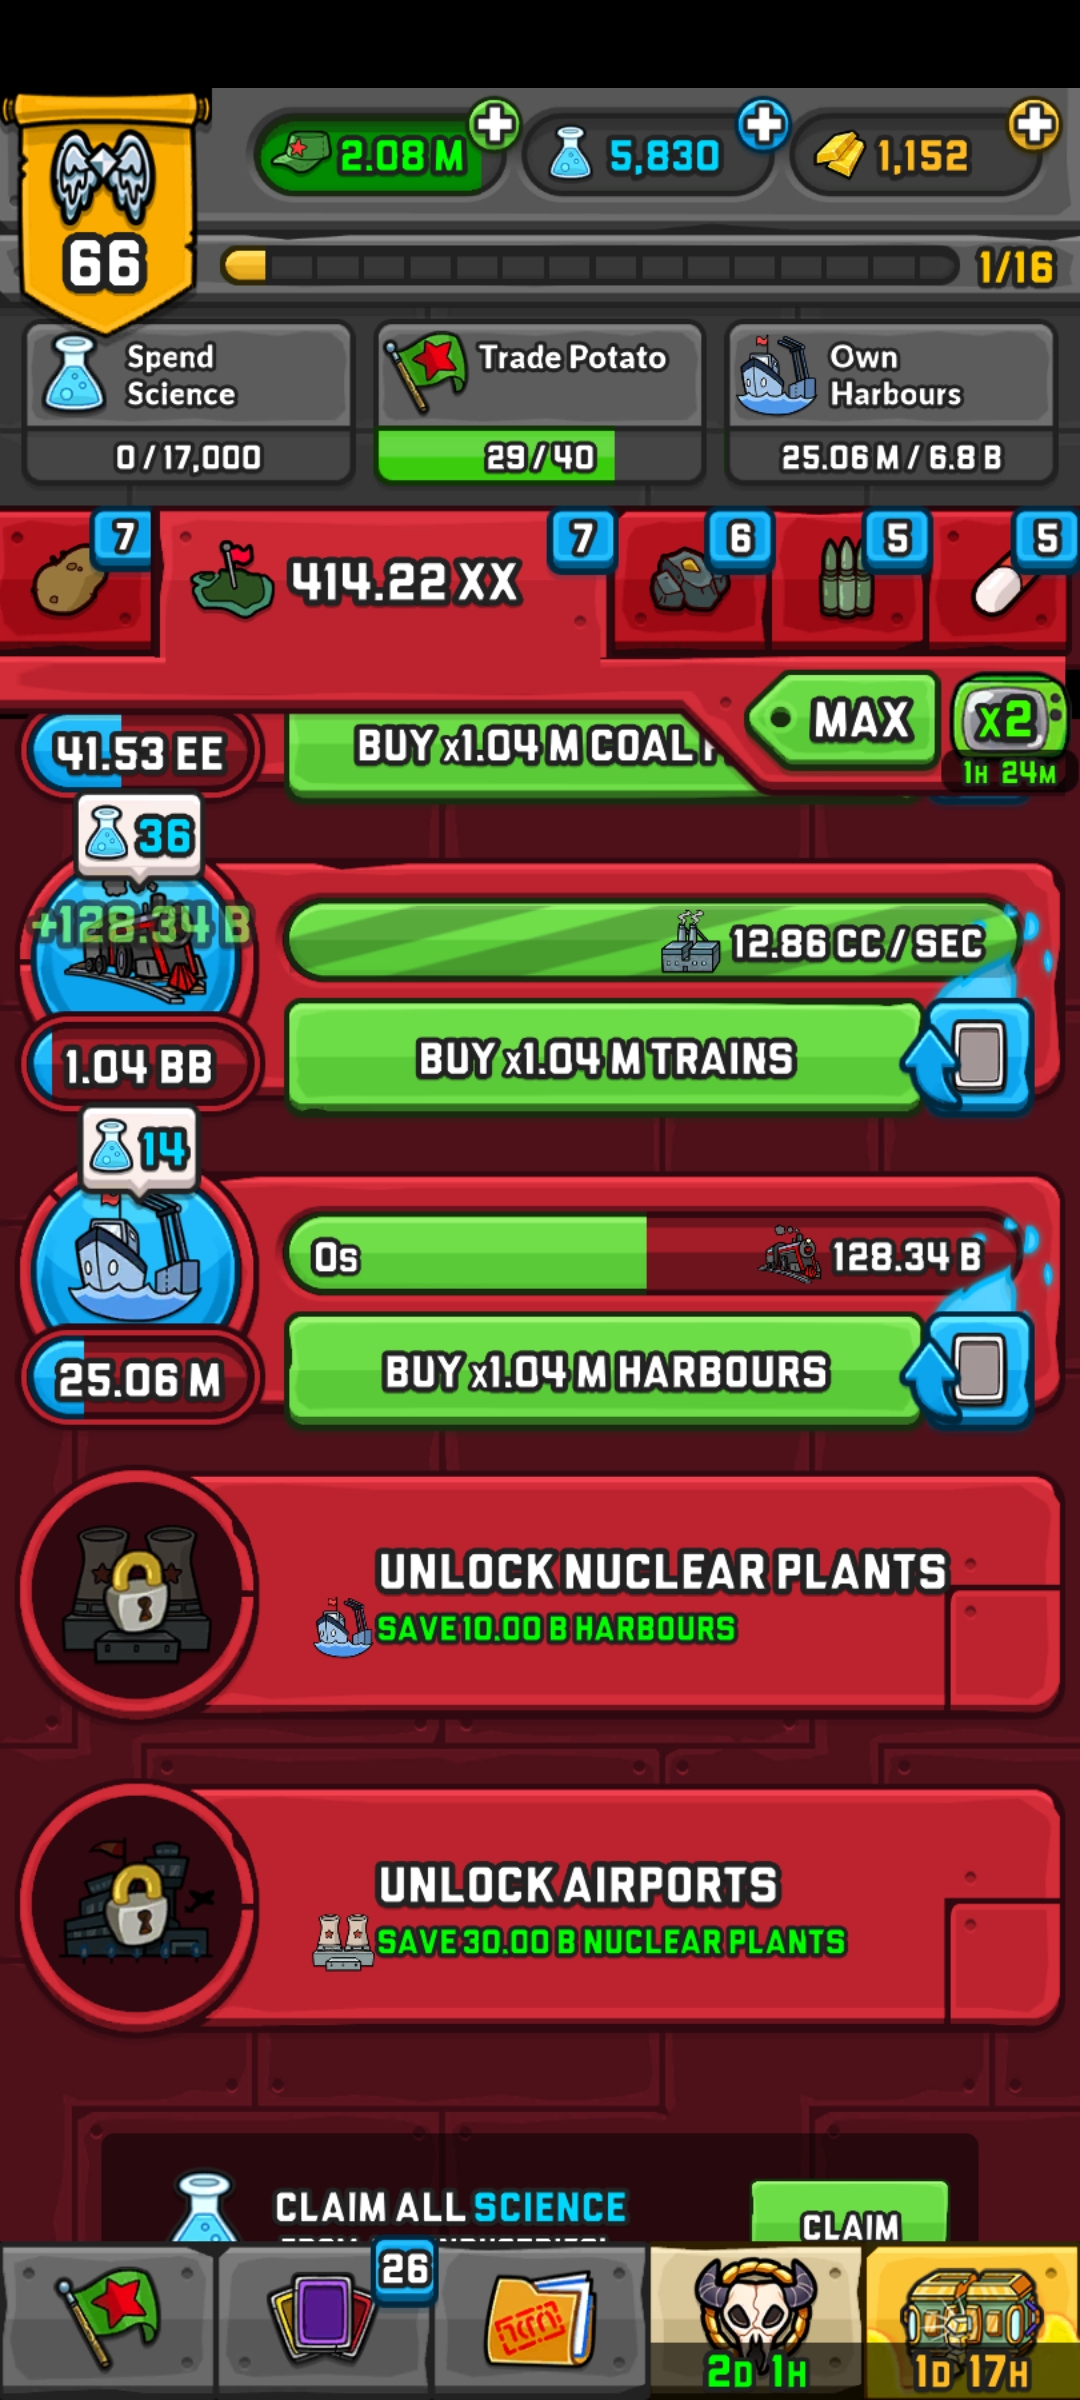 2.08 M
5,830
1,152
66
1/16
Spend
Science
0 / 17,000
Trade Potato
29 / 40
Own
Harbours
25.06 M / 6.8 B
7
414.22 XX
7
6
5
5
MAX
x2
1H 24M
41.53 EE
BUY x1.04 M COAL
36
+128.34 B
12.86 CC / SEC
1.04 BB
BUY x1.04 M TRAINS
14
0s
128.34 B
25.06 M
BUY x1.04 M HARBOURS
UNLOCK NUCLEAR PLANTS
SAVE 10.00 B HARBOURS
UNLOCK AIRPORTS
SAVE 30.00 B NUCLEAR PLANTS
CLAIM ALL SCIENCE
CLAIM
26
2D 1H
1D 17H